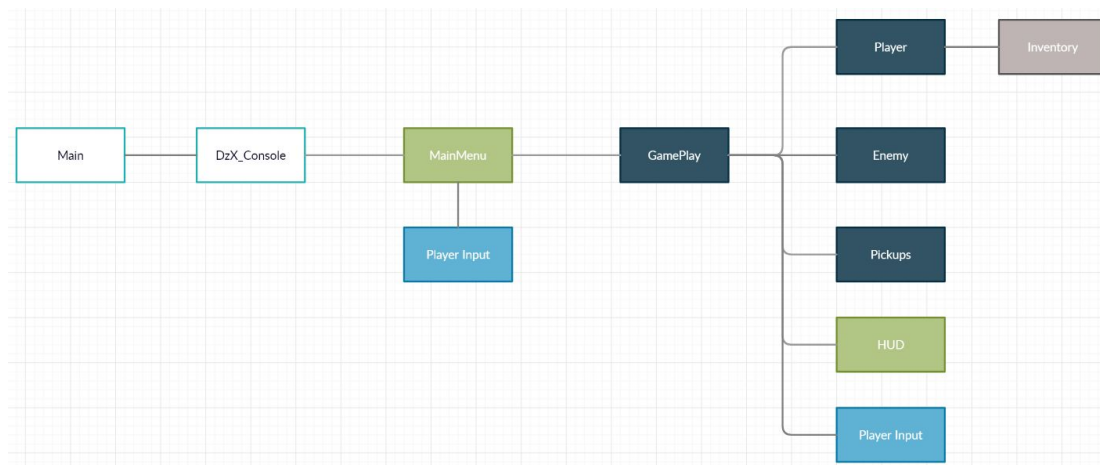 Player
Inventory
Main
DzX_Console
MainMenu
GamePlay
Enemy
Player Input
Pickups
HUD
Player Input